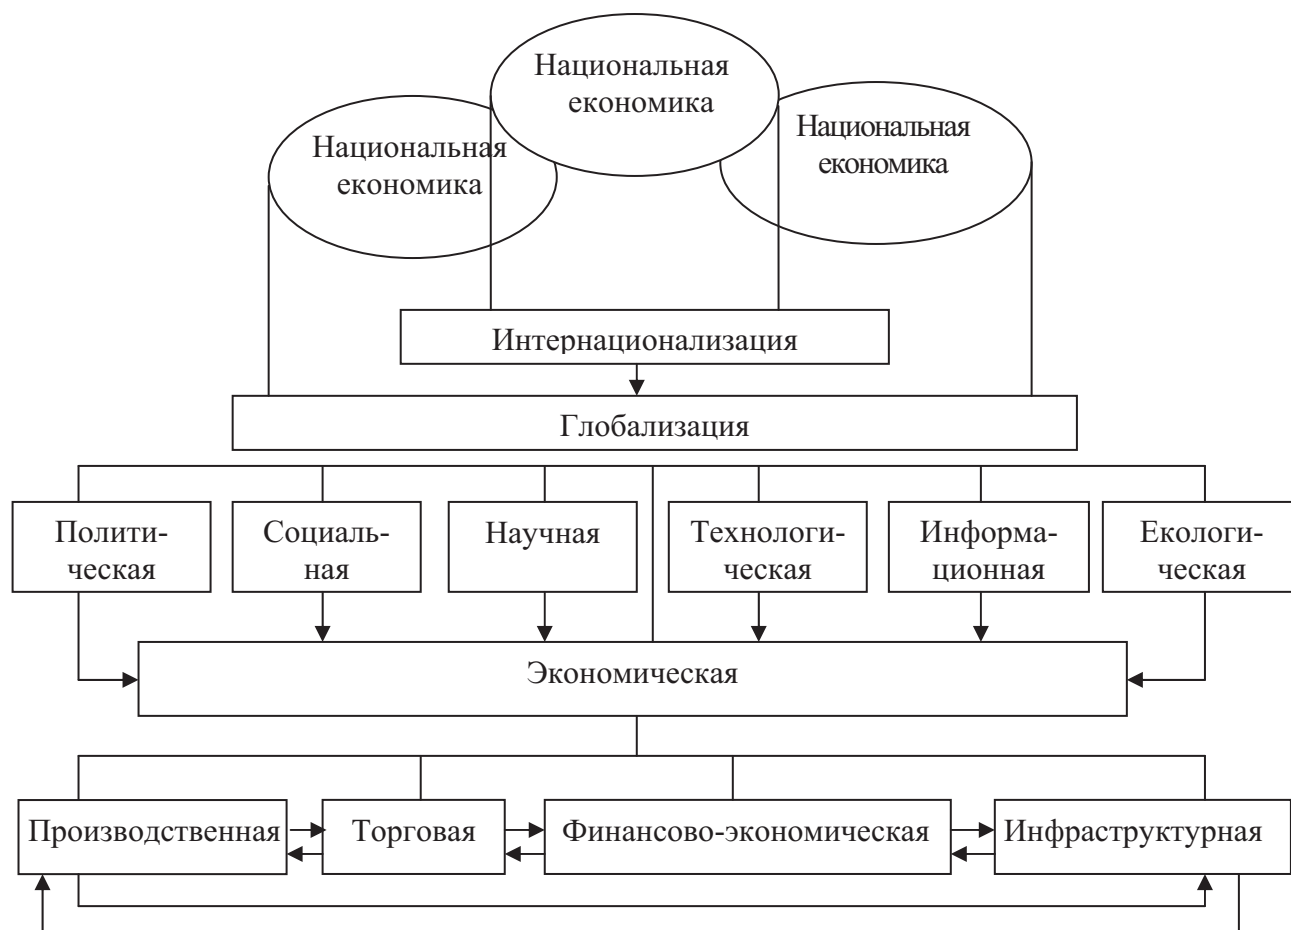 Национальная
економика
Национальная
економика
Национальная
економика
Интернационализация
Глобализация
Полити-
ческая
Социаль-
ная
Научная
Технологи-
ческая
Информа-
ционная
Екологи-
ческая
Экономическая
Производственная
Торговая
Финансово-экономическая
Инфраструктурная